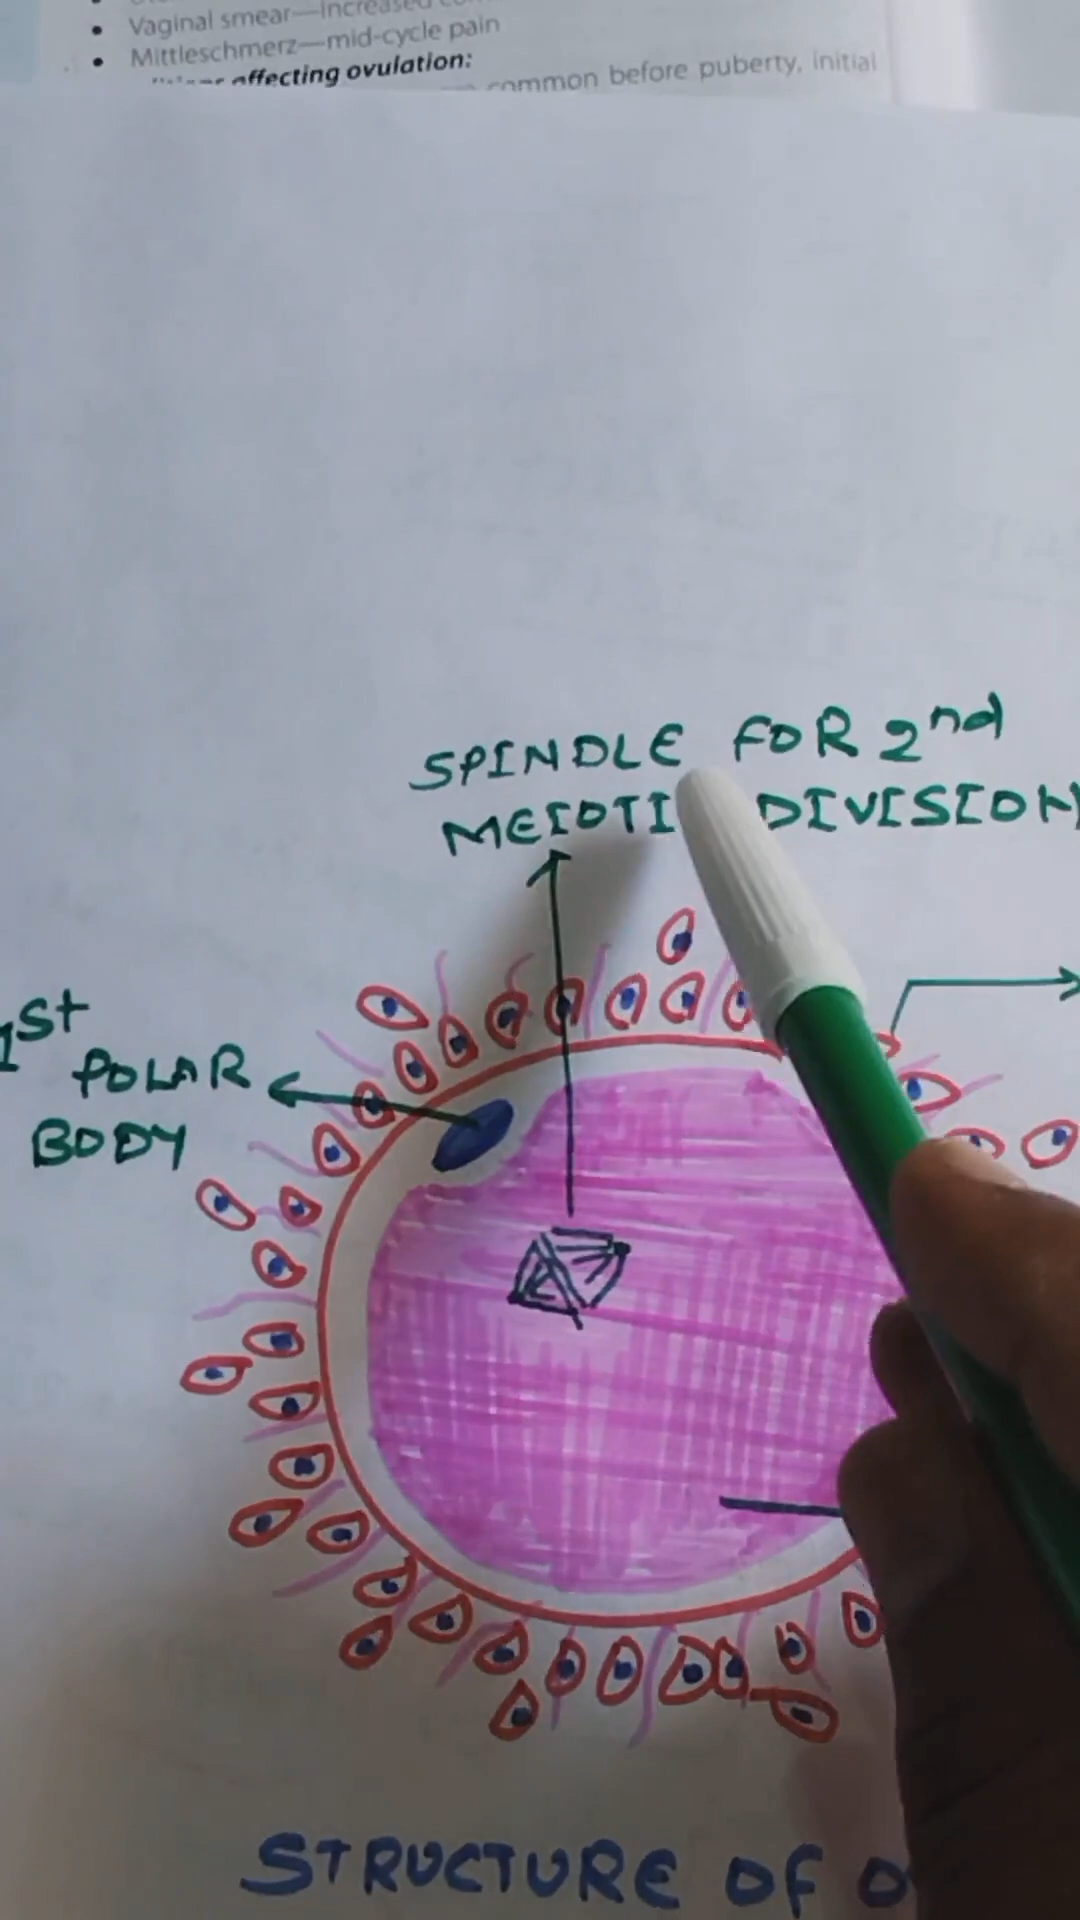 Vaginal smear—increased
Mittleschmerz—mid-cycle pain
affecting ovulation:
common before puberty, initial
SPINDLE FOR 2nd
MEIOTI DIVISION
1st
POLAR
BODY
STRUCTURE OF O